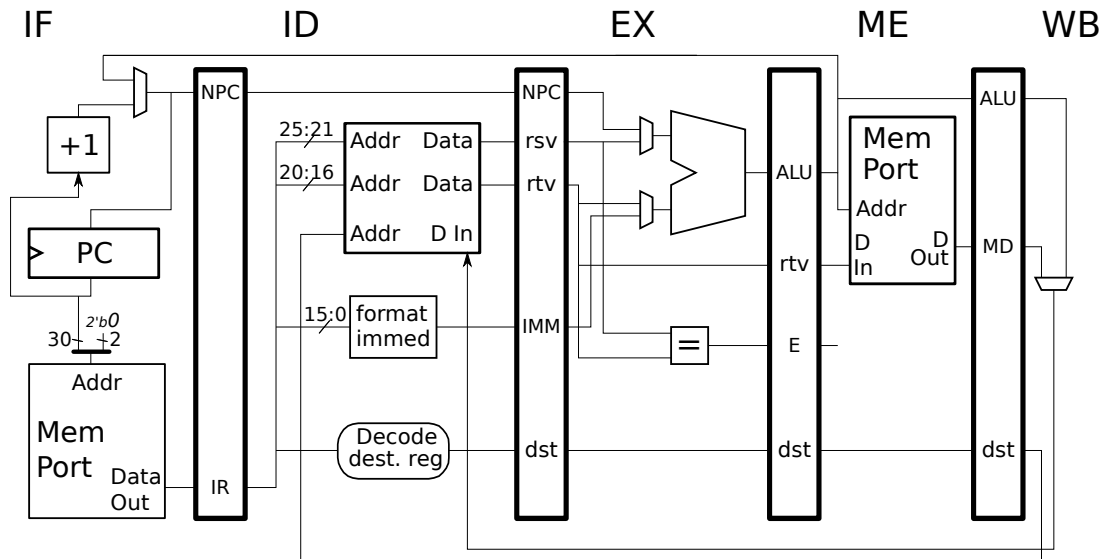 IF ID EX ME WB
NPC NPC ALU
+1
25:21 Addr Data rsv
20:16 Addr Data rtv
Addr D In
ALU
Mem
Port
Addr
D
In
D
Out
MD
PC
rtv
2'b0
30 2
15:0 format
immed
IMM
=
E
Addr
Mem
Port
Data
Out
IR
Decode
dest. reg
dst dst dst